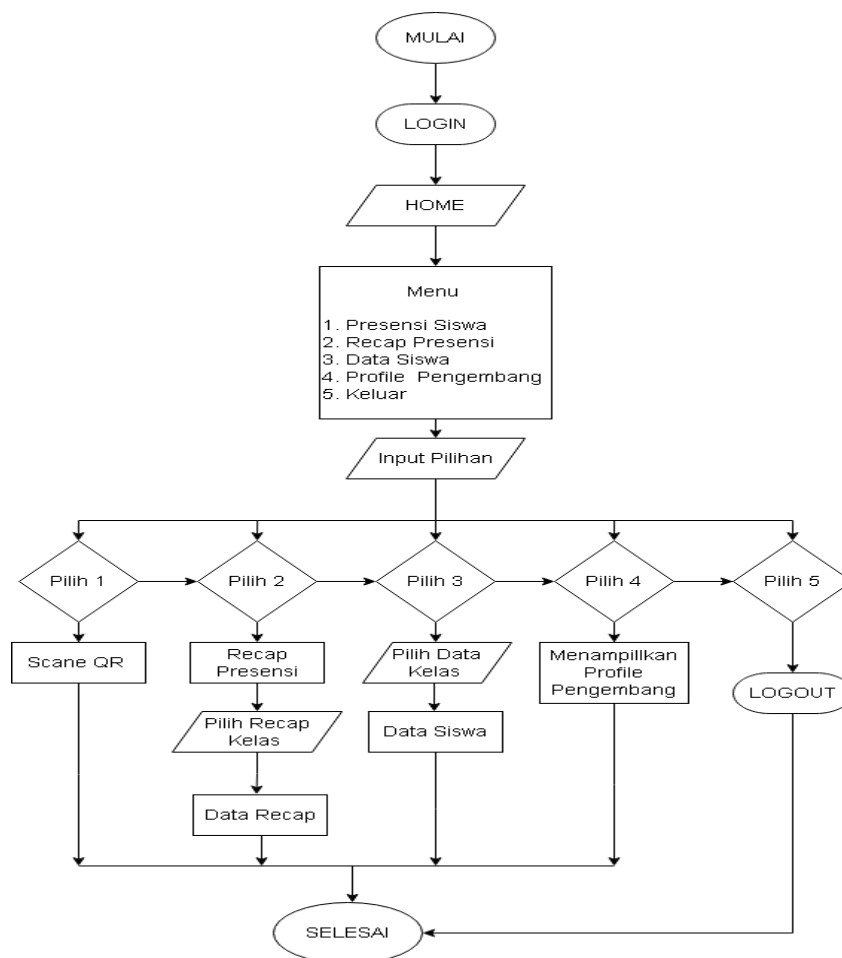 MULAI
LOGIN
HOME
Menu
1. Presensi Siswa
2. Recap Presensi
3. Data Siswa
4. Profile Pengembang
5. Keluar
Input Pilihan
Pilih 1
Pilih 2
Pilih 3
Pilih 4
Pilih 5
Scane QR
Recap
Presensi
Pilih Data
Kelas
Menampillkan
Profile
Pengembang
LOGOUT
Pilih Recap
Kelas
Data Siswa
Data Recap
SELESAI